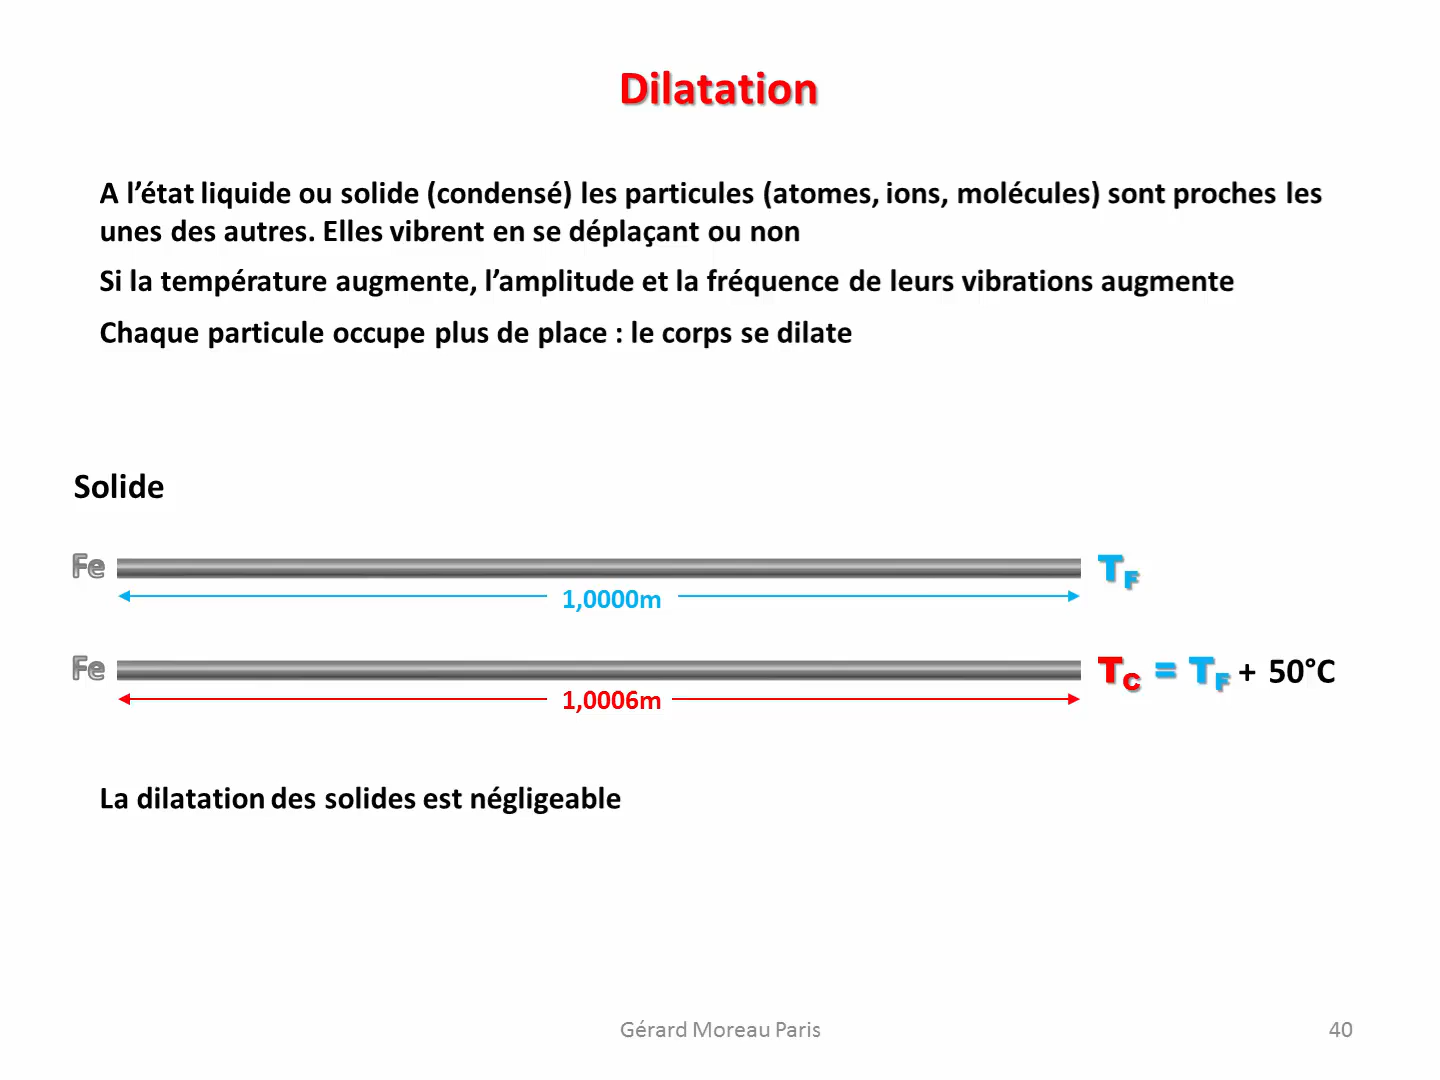 Dilatation
A l’état liquide ou solide (condensé) les particules (atomes, ions, molécules) sont proches les
unes des autres. Elles vibrent en se déplaçant ou non
Si la température augmente, l’amplitude et la fréquence de leurs vibrations augmente
Chaque particule occupe plus de place : le corps se dilate
Solide
Fe TF
1,0000m
Fe TC = TF + 50°C
1,0006m
La dilatation des solides est négligeable
Gérard Moreau Paris 40